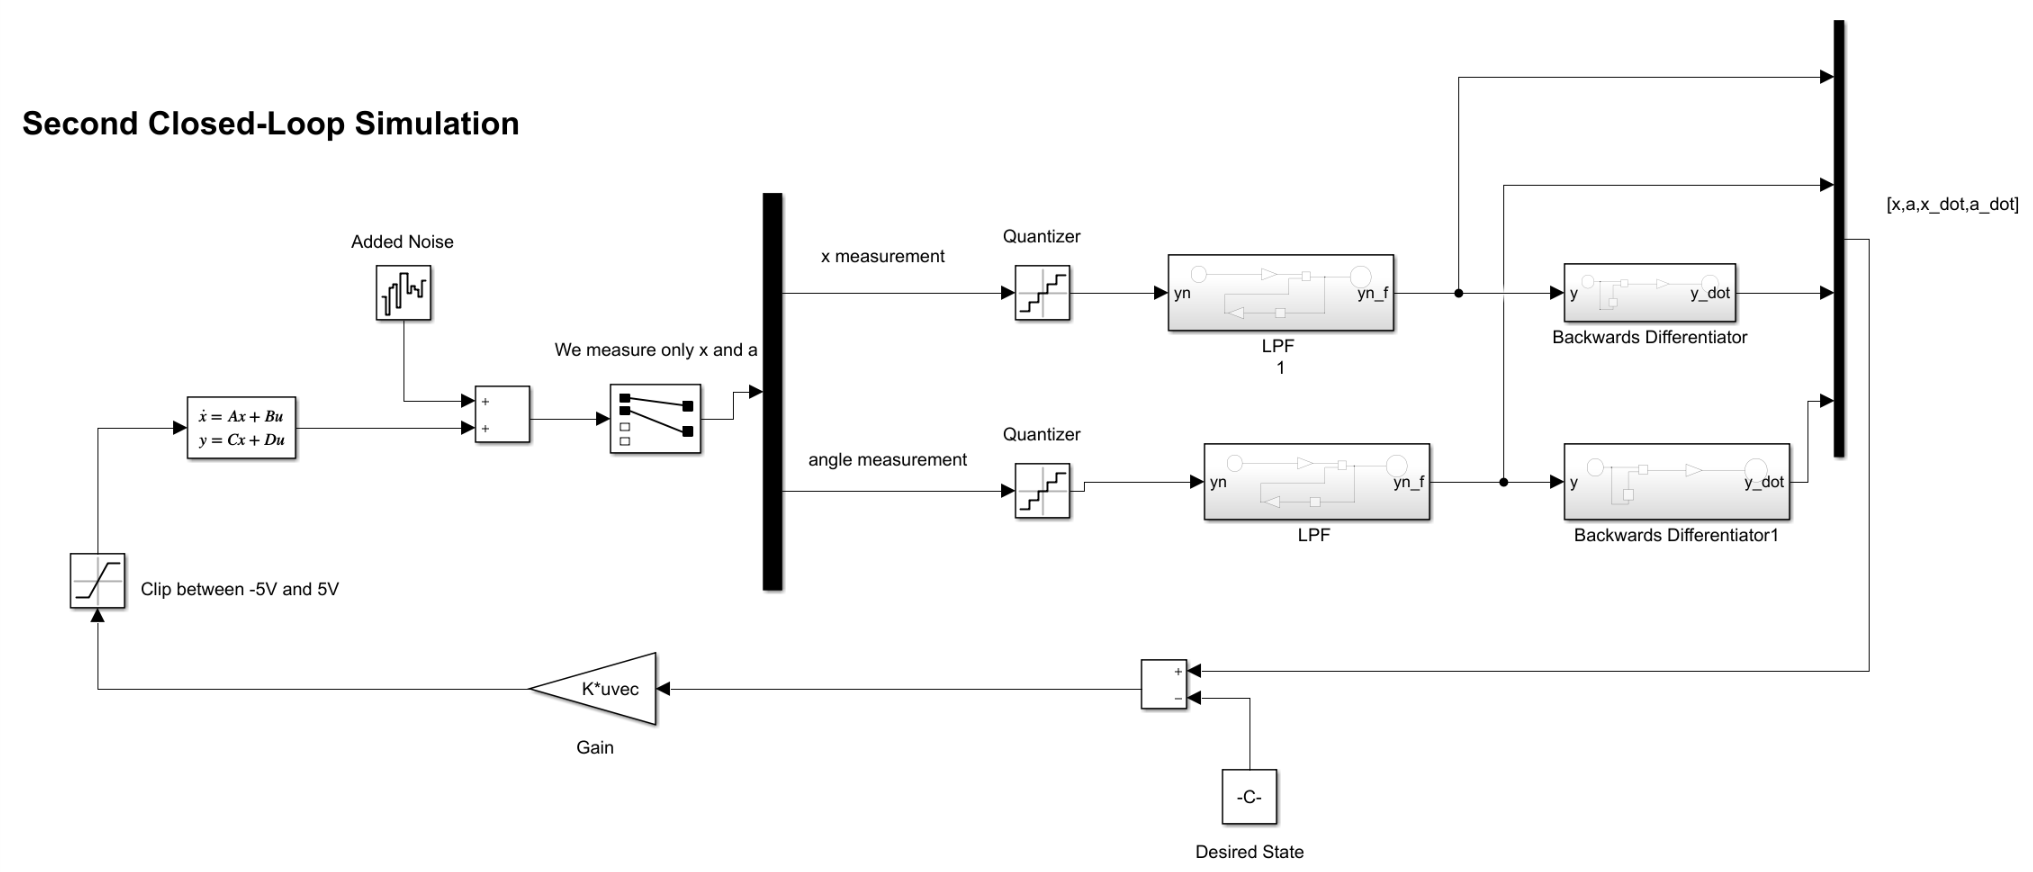 Second Closed-Loop Simulation
[x,a,x_dot,a_dot]
Added Noise
Quantizer
x measurement
yn
yn_f
y
y_dot
Backwards Differentiator
LPF
1
We measure only x and a
+
+
ẋ = Ax + Bu
y = Cx + Du
Quantizer
angle measurement
yn
yn_f
y
y_dot
LPF
Backwards Differentiator1
Clip between -5V and 5V
+
−
K*uvec
Gain
-C-
Desired State